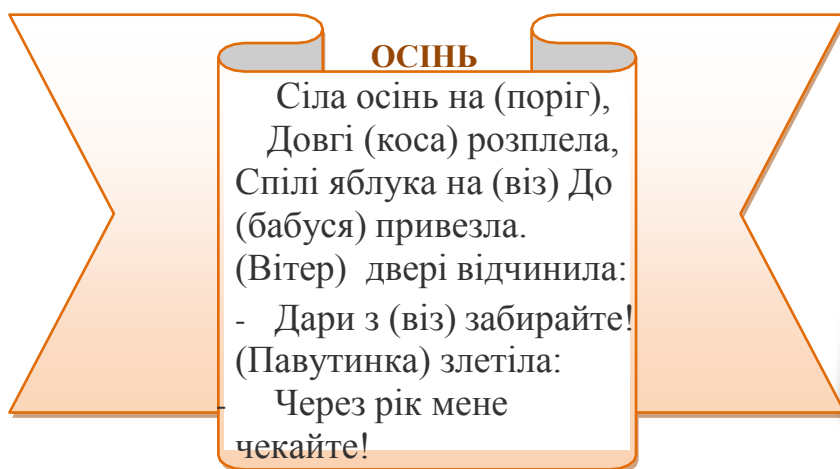 ОСІНЬ
Сіла осінь на (поріг),
Довгі (коса) розплела,
Спілі яблука на (віз) До
(бабуся) привезла.
(Вітер) двері відчинила:
- Дари з (віз) забирайте!
(Павутинка) злетіла:
- Через рік мене
чекайте!